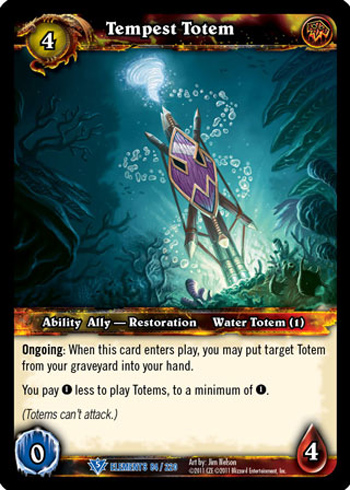 4
Tempest Totem
Ability Ally — Restoration Water Totem (1)
Ongoing: When this card enters play, you may put target Totem
from your graveyard into your hand.
You pay 1 less to play Totems, to a minimum of 1.
(Totems can't attack.)
0
ELEMENTS 94 / 220
Art by: Jim Nelson
©2011 CZE ©2011 Blizzard Entertainment
4